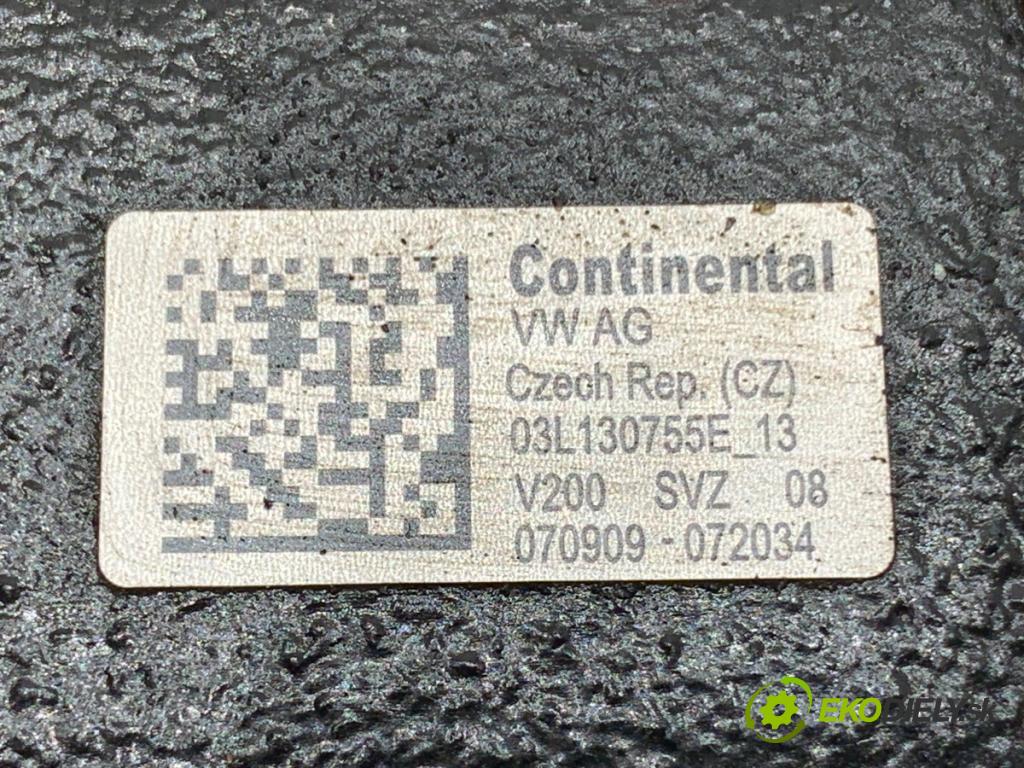 Continental
VW AG
Czech Rep. (CZ)
03L130755E_13
V200 SVZ 08
070909-072034
EKODIELY.sk